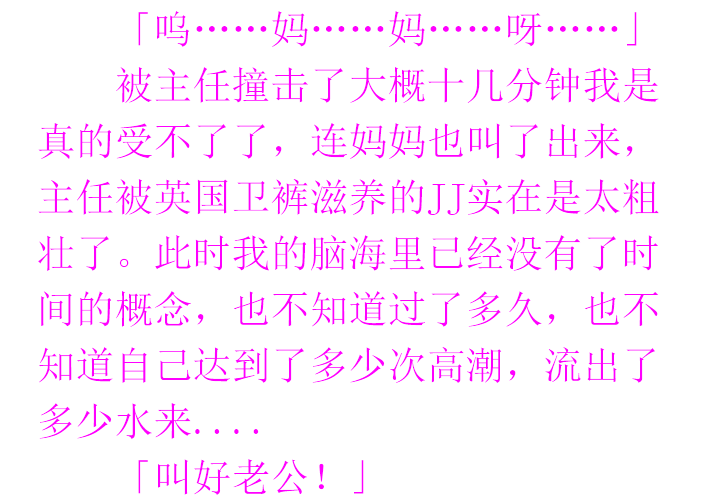 「呜……妈……妈……呀……」
被主任撞击了大概十几分钟我是
真的受不了了，连妈妈也叫了出来，
主任被英国卫裤滋养的JJ实在是太粗
壮了。此时我的脑海里已经没有了时
间的概念，也不知道过了多久，也不
知道自己达到了多少次高潮，流出了
多少水来....
「叫好老公！」